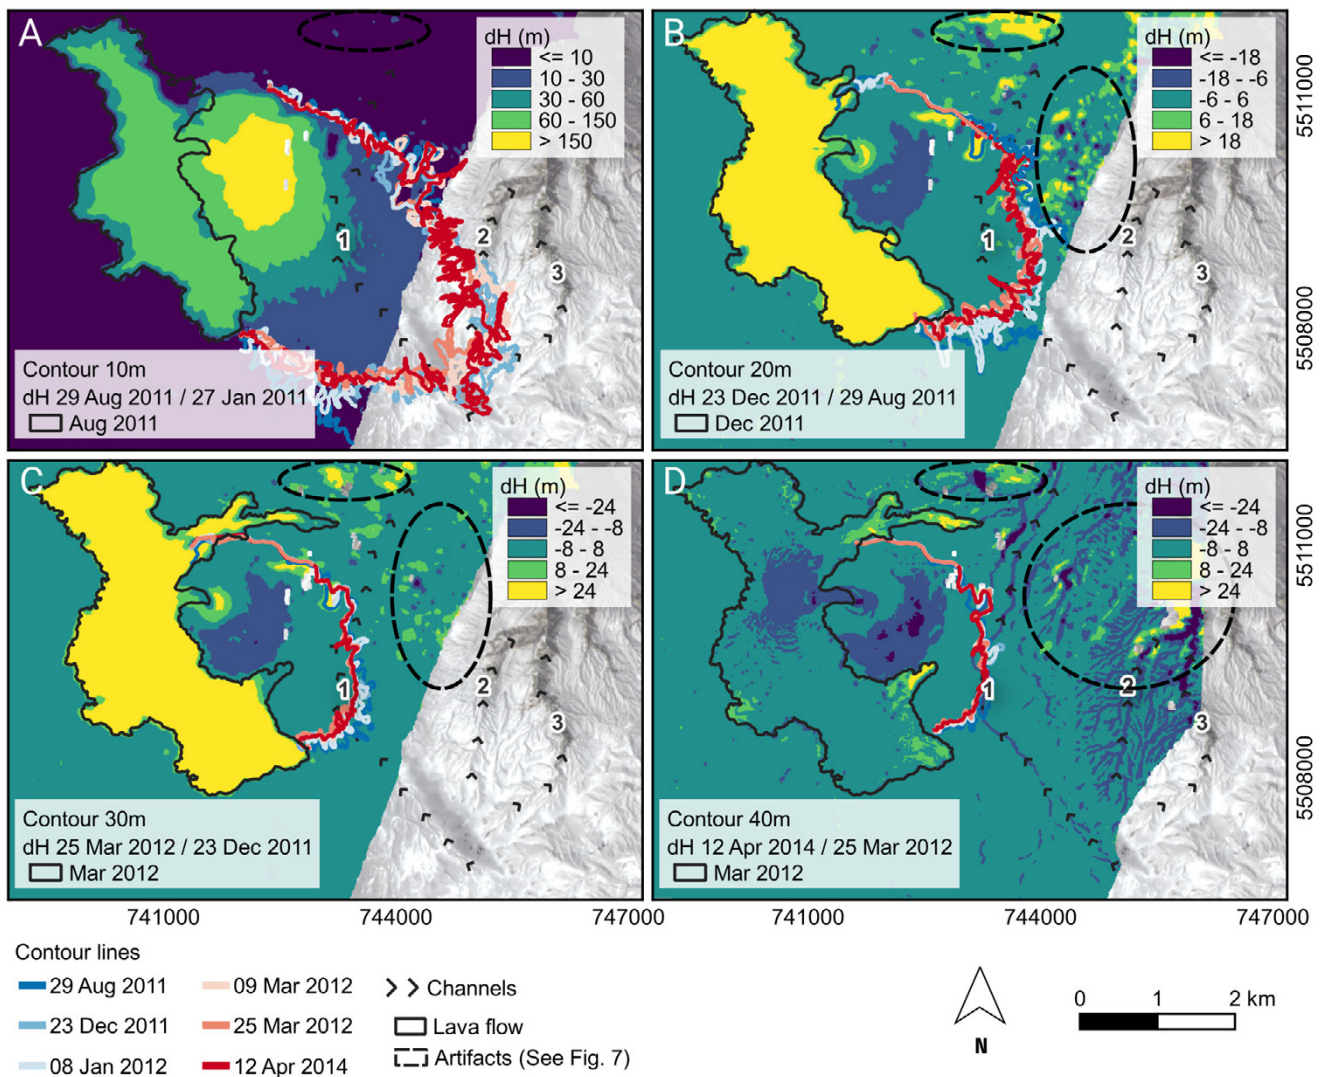 A
dH (m)
<= 10
10 - 30
30 - 60
60 - 150
> 150
1
2
3
Contour 10m
dH 29 Aug 2011 / 27 Jan 2011
Aug 2011
B
dH (m)
<= -18
-18 - -6
-6 - 6
6 - 18
> 18
1
2
3
Contour 20m
dH 23 Dec 2011 / 29 Aug 2011
Dec 2011
5511000
5508000
C
dH (m)
<= -24
-24 - -8
-8 - 8
8 - 24
> 24
1
2
3
Contour 30m
dH 25 Mar 2012 / 23 Dec 2011
Mar 2012
D
dH (m)
<= -24
-24 - -8
-8 - 8
8 - 24
> 24
1
2
3
Contour 40m
dH 12 Apr 2014 / 25 Mar 2012
Mar 2012
5511000
5508000
741000
744000
747000
741000
744000
747000
Contour lines
29 Aug 2011
23 Dec 2011
08 Jan 2012
09 Mar 2012
25 Mar 2012
12 Apr 2014
Channels
Lava flow
Artifacts (See Fig. 7)
N
0 1 2 km